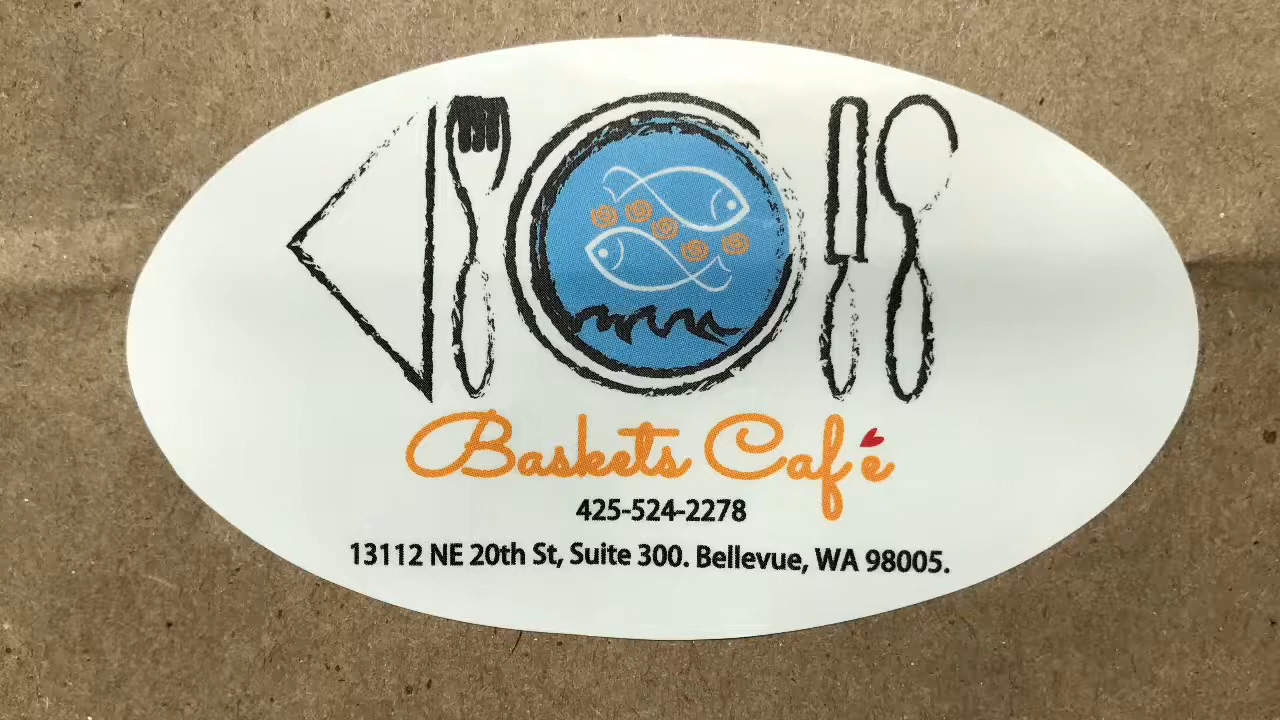 Baskets Café
425-524-2278
13112 NE 20th St, Suite 300. Bellevue, WA 98005.